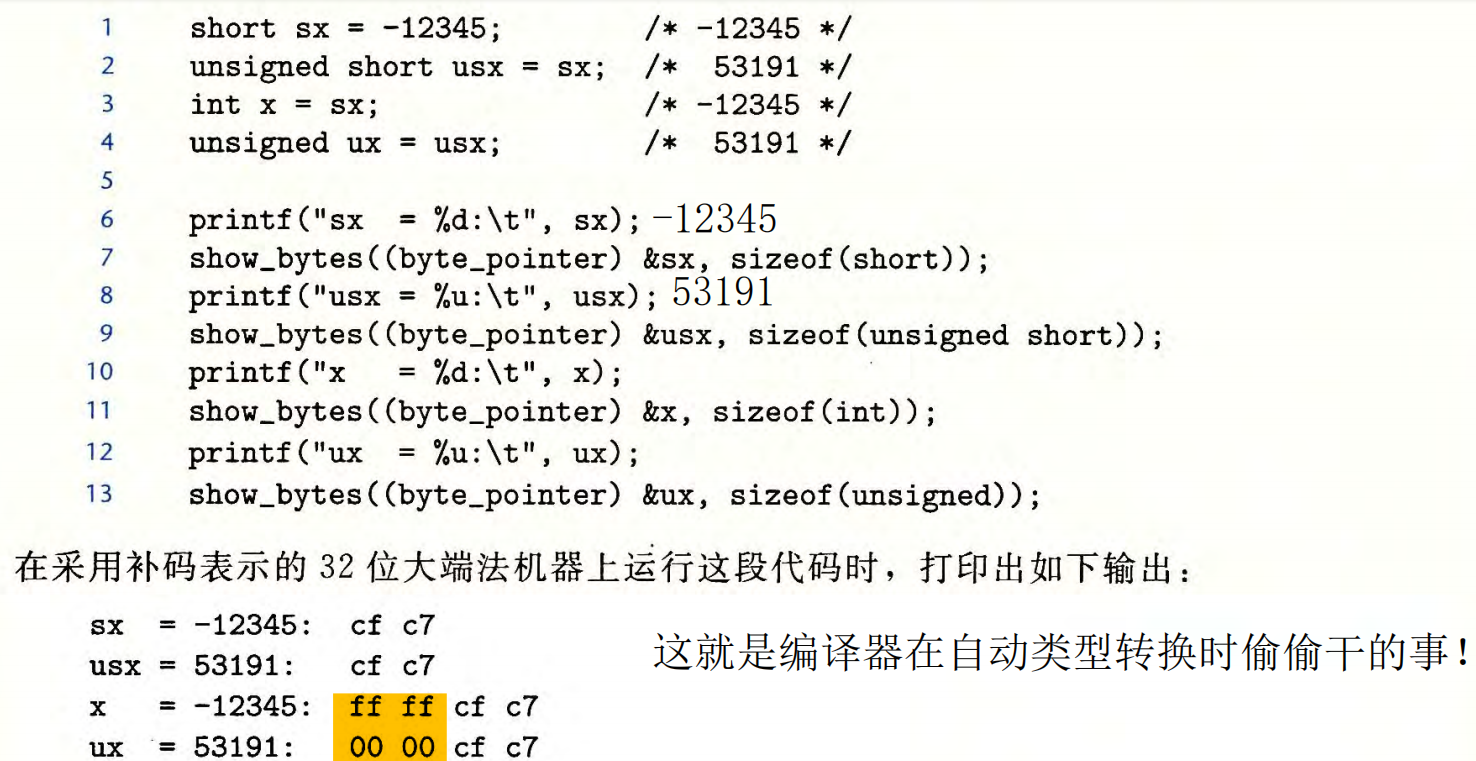 1 short sx = -12345; /* -12345 */
2 unsigned short usx = sx; /* 53191 */
3 int x = sx; /* -12345 */
4 unsigned ux = usx; /* 53191 */
5
6 printf("sx = %d:\t", sx); -12345
7 show_bytes((byte_pointer) &sx, sizeof(short));
8 printf("usx = %u:\t", usx); 53191
9 show_bytes((byte_pointer) &usx, sizeof(unsigned short));
10 printf("x = %d:\t", x);
11 show_bytes((byte_pointer) &x, sizeof(int));
12 printf("ux = %u:\t", ux);
13 show_bytes((byte_pointer) &ux, sizeof(unsigned));
在采用补码表示的 32 位大端法机器上运行这段代码时，打印出如下输出：
sx = -12345: cf c7
usx = 53191: cf c7
这就是编译器在自动类型转换时偷偷干的事！
x = -12345: ff ff cf c7
ux = 53191: 00 00 cf c7